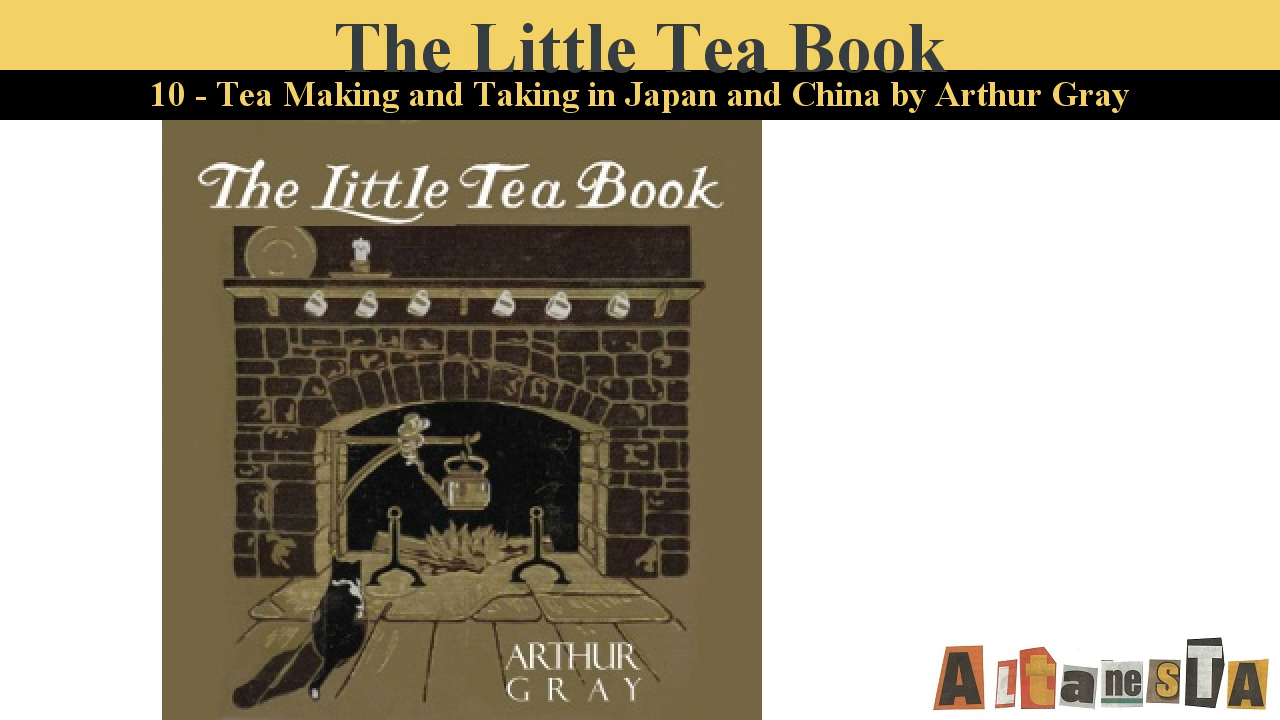 The Little Tea Book
10 - Tea Making and Taking in Japan and China by Arthur Gray
The Little Tea Book
ARTHUR
GRAY
AltanesTA